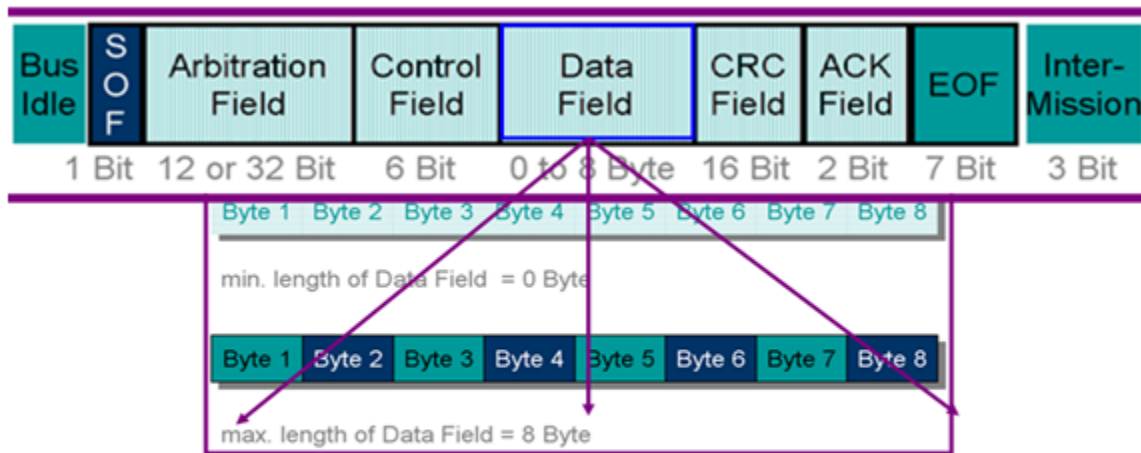 Bus Idle
SOF
Arbitration Field
Control Field
Data Field
CRC Field
ACK Field
EOF
Inter-Mission
1 Bit 12 or 32 Bit 6 Bit 0 to 8 Byte 16 Bit 2 Bit 7 Bit 3 Bit
Byte 1 Byte 2 Byte 3 Byte 4 Byte 5 Byte 6 Byte 7 Byte 8
min. length of Data Field = 0 Byte
Byte 1 Byte 2 Byte 3 Byte 4 Byte 5 Byte 6 Byte 7 Byte 8
max. length of Data Field = 8 Byte